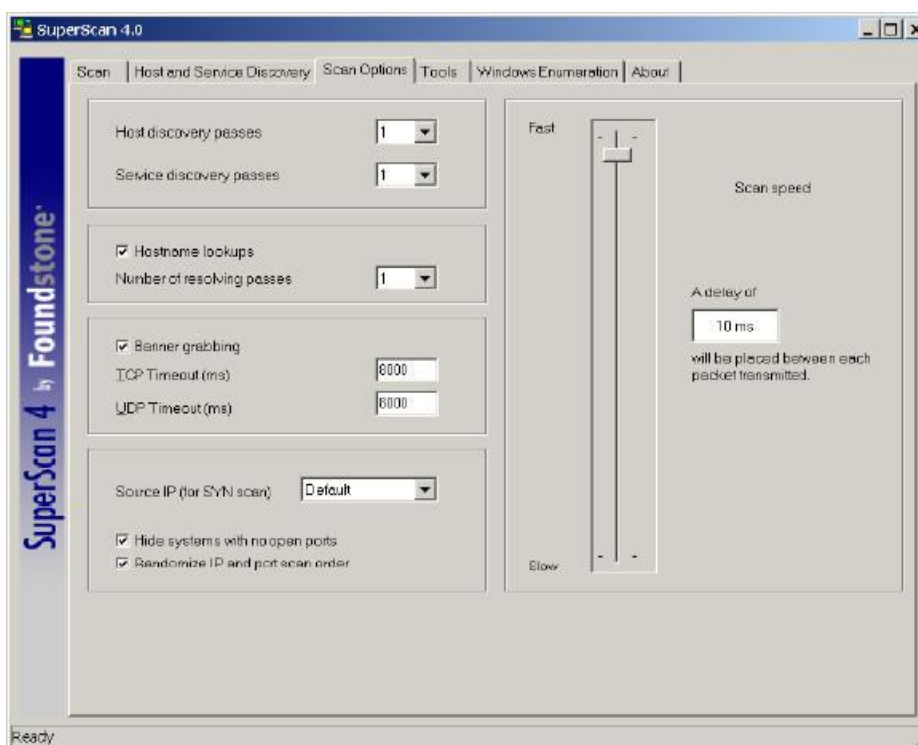 SuperScan 4.0
Scan
Host and Service Discovery
Scan Options
Tools
Windows Enumeration
About
SuperScan 4 by Foundstone
Host discovery passes
1
Service discovery passes
1
Hostname lookups
Number of resolving passes
1
Banner grabbing
TCP Timeout (ms)
8000
UDP Timeout (ms)
8000
Source IP (for SYN scan)
Default
Hide systems with no open ports
Randomize IP and port scan order
Fast
Slow
Scan speed
A delay of
10 ms
will be placed between each
packet transmitted.
Ready